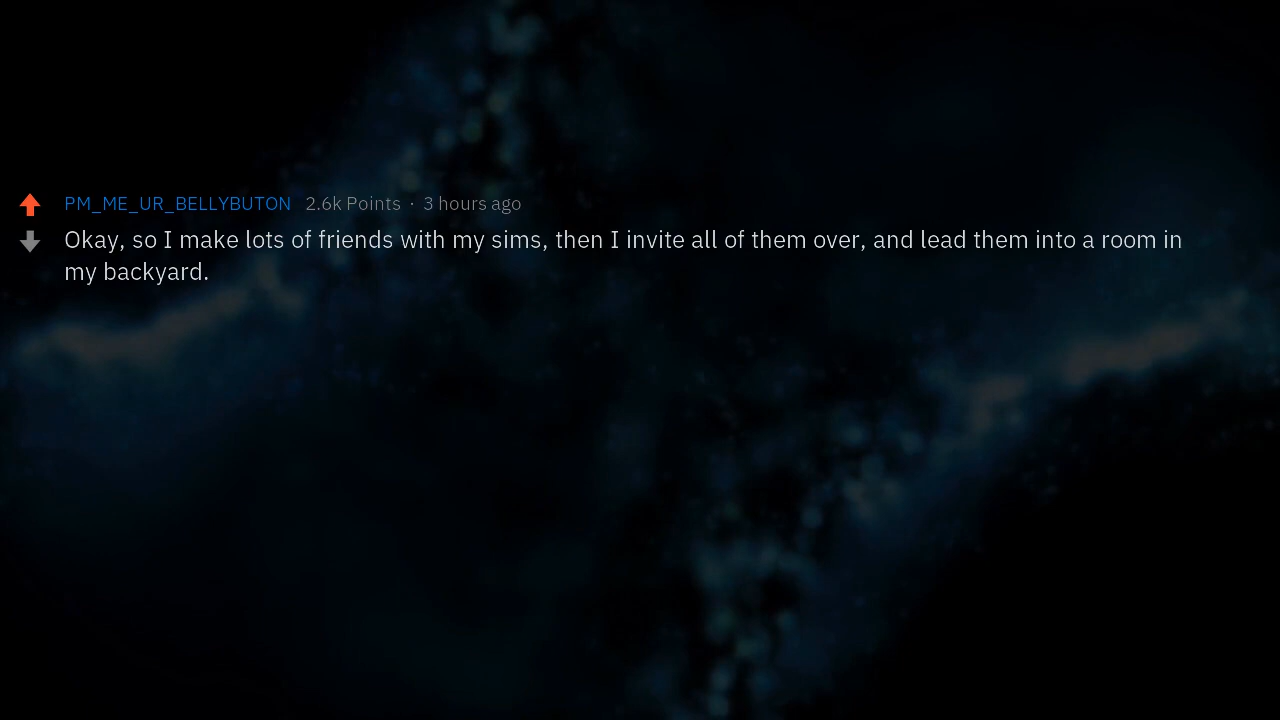 PM_ME_UR_BELLYBUTON 2.6k Points · 3 hours ago
Okay, so I make lots of friends with my sims, then I invite all of them over, and lead them into a room in
my backyard.